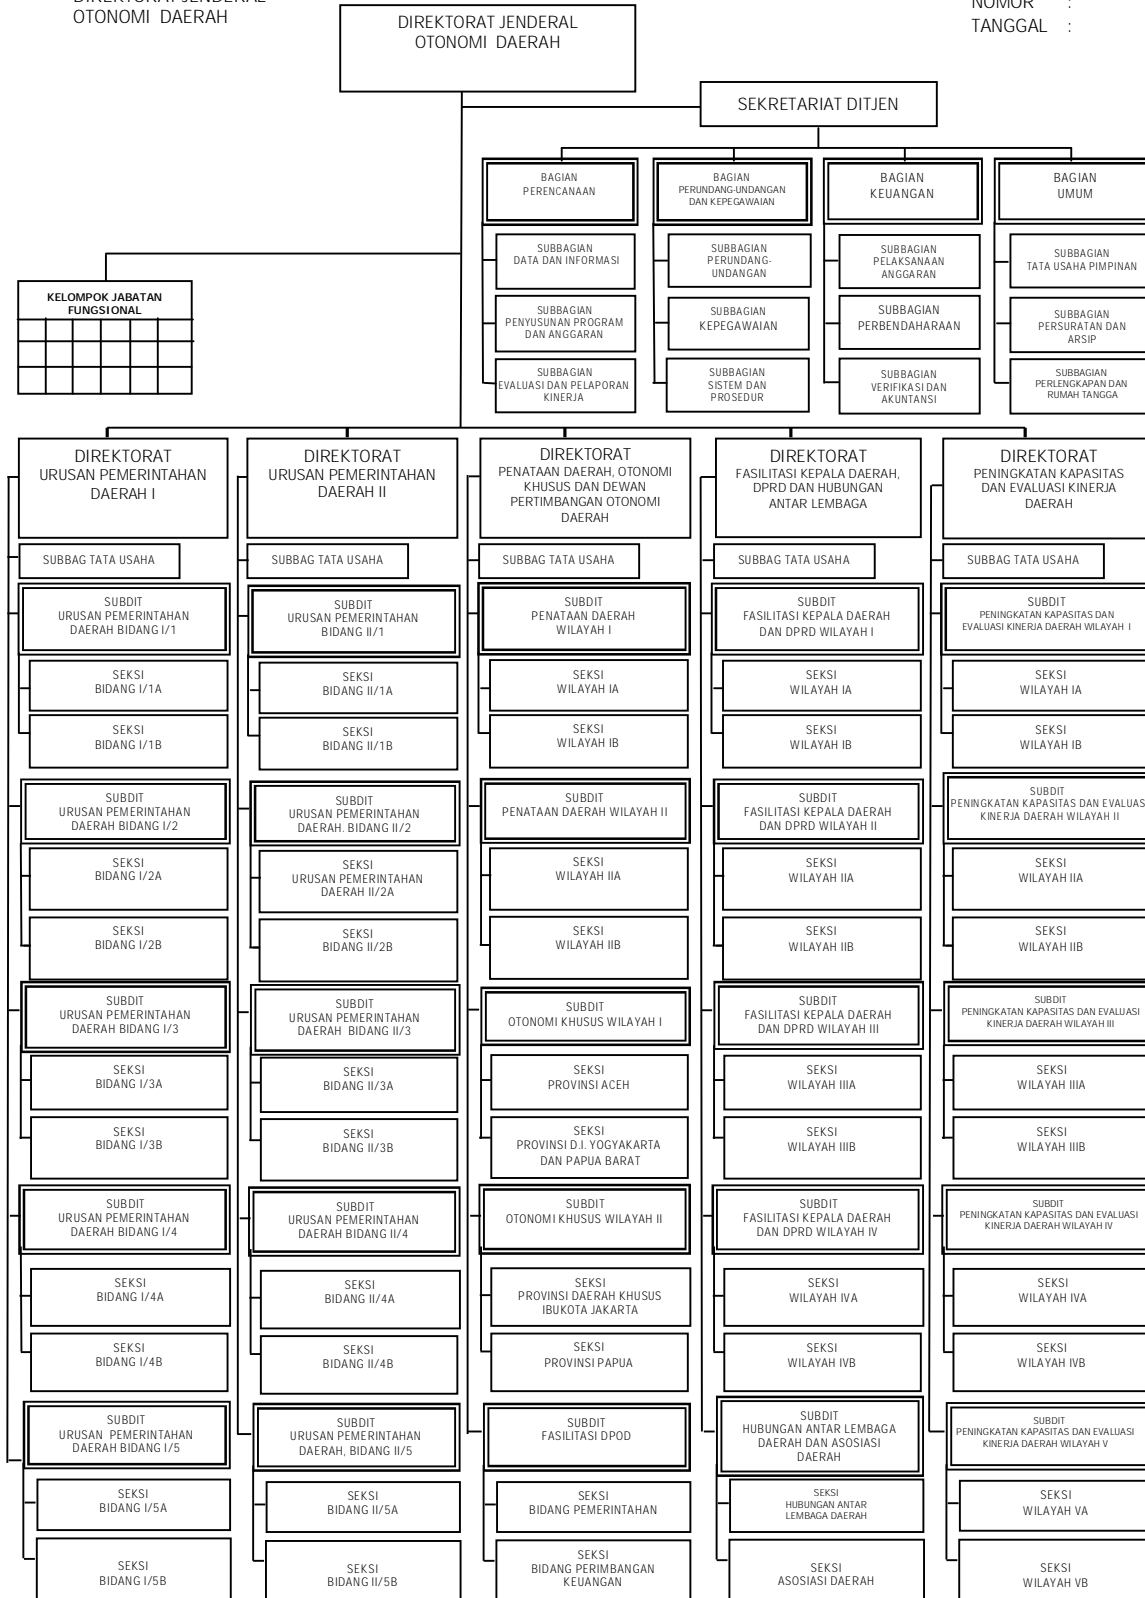 OTONOMI DAERAH
NOMOR :
TANGGAL :
DIREKTORAT JENDERAL
OTONOMI DAERAH
SEKRETARIAT DITJEN
BAGIAN
PERENCANAAN
BAGIAN
PERUNDANG-UNDANGAN
DAN KEPEGAWAIAN
BAGIAN
KEUANGAN
BAGIAN
UMUM
SUBBAGIAN
DATA DAN INFORMASI
SUBBAGIAN
PERUNDANG-
UNDANGAN
SUBBAGIAN
PELAKSANAAN
ANGGARAN
SUBBAGIAN
TATA USAHA PIMPINAN
KELOMPOK JABATAN
FUNGSIONAL
SUBBAGIAN
PENYUSUNAN PROGRAM
DAN ANGGARAN
SUBBAGIAN
KEPEGAWAIAN
SUBBAGIAN
PERBENDAHARAAN
SUBBAGIAN
PERSURATAN DAN
ARSIP
SUBBAGIAN
EVALUASI DAN PELAPORAN
KINERJA
SUBBAGIAN
SISTEM DAN
PROSEDUR
SUBBAGIAN
VERIFIKASI DAN
AKUNTANSI
SUBBAGIAN
PERLENGKAPAN DAN
RUMAH TANGGA
DIREKTORAT
URUSAN PEMERINTAHAN
DAERAH I
SUBBAG TATA USAHA
SUBDIT
URUSAN PEMERINTAHAN
DAERAH BIDANG I/1
SEKSI
BIDANG I/1A
SEKSI
BIDANG I/1B
SUBDIT
URUSAN PEMERINTAHAN
DAERAH BIDANG I/2
SEKSI
BIDANG I/2A
SEKSI
BIDANG I/2B
SUBDIT
URUSAN PEMERINTAHAN
DAERAH BIDANG I/3
SEKSI
BIDANG I/3A
SEKSI
BIDANG I/3B
SUBDIT
URUSAN PEMERINTAHAN
DAERAH BIDANG I/4
SEKSI
BIDANG I/4A
SEKSI
BIDANG I/4B
SUBDIT
URUSAN PEMERINTAHAN
DAERAH BIDANG I/5
SEKSI
BIDANG I/5A
SEKSI
BIDANG I/5B
DIREKTORAT
URUSAN PEMERINTAHAN
DAERAH II
SUBBAG TATA USAHA
SUBDIT
URUSAN PEMERINTAHAN
BIDANG II/1
SEKSI
BIDANG II/1A
SEKSI
BIDANG II/1B
SUBDIT
URUSAN PEMERINTAHAN
DAERAH. BIDANG II/2
SEKSI
URUSAN PEMERINTAHAN
DAERAH II/2A
SEKSI
BIDANG II/2B
SUBDIT
URUSAN PEMERINTAHAN
DAERAH BIDANG II/3
SEKSI
BIDANG II/3A
SEKSI
BIDANG II/3B
SUBDIT
URUSAN PEMERINTAHAN
DAERAH BIDANG II/4
SEKSI
BIDANG II/4A
SEKSI
BIDANG II/4B
SUBDIT
URUSAN PEMERINTAHAN
DAERAH, BIDANG II/5
SEKSI
BIDANG II/5A
SEKSI
BIDANG II/5B
DIREKTORAT
PENATAAN DAERAH, OTONOMI
KHUSUS DAN DEWAN
PERTIMBANGAN OTONOMI
DAERAH
SUBBAG TATA USAHA
SUBDIT
PENATAAN DAERAH
WILAYAH I
SEKSI
WILAYAH IA
SEKSI
WILAYAH IB
SUBDIT
PENATAAN DAERAH WILAYAH II
SEKSI
WILAYAH IIA
SEKSI
WILAYAH IIB
SUBDIT
OTONOMI KHUSUS WILAYAH I
SEKSI
PROVINSI ACEH
SEKSI
PROVINSI D.I. YOGYAKARTA
DAN PAPUA BARAT
SUBDIT
OTONOMI KHUSUS WILAYAH II
SEKSI
PROVINSI DAERAH KHUSUS
IBUKOTA JAKARTA
SEKSI
PROVINSI PAPUA
SUBDIT
FASILITASI DPOD
SEKSI
BIDANG PEMERINTAHAN
SEKSI
BIDANG PERIMBANGAN
KEUANGAN
DIREKTORAT
FASILITASI KEPALA DAERAH,
DPRD DAN HUBUNGAN
ANTAR LEMBAGA
SUBBAG TATA USAHA
SUBDIT
FASILITASI KEPALA DAERAH
DAN DPRD WILAYAH I
SEKSI
WILAYAH IA
SEKSI
WILAYAH IB
SUBDIT
FASILITASI KEPALA DAERAH
DAN DPRD WILAYAH II
SEKSI
WILAYAH IIA
SEKSI
WILAYAH IIB
SUBDIT
FASILITASI KEPALA DAERAH
DAN DPRD WILAYAH III
SEKSI
WILAYAH IIIA
SEKSI
WILAYAH IIIB
SUBDIT
FASILITASI KEPALA DAERAH
DAN DPRD WILAYAH IV
SEKSI
WILAYAH IVA
SEKSI
WILAYAH IVB
SUBDIT
HUBUNGAN ANTAR LEMBAGA
DAERAH DAN ASOSIASI
DAERAH
SEKSI
HUBUNGAN ANTAR
LEMBAGA DAERAH
SEKSI
ASOSIASI DAERAH
DIREKTORAT
PENINGKATAN KAPASITAS
DAN EVALUASI KINERJA
DAERAH
SUBBAG TATA USAHA
SUBDIT
PENINGKATAN KAPASITAS DAN
EVALUASI KINERJA DAERAH WILAYAH I
SEKSI
WILAYAH IA
SEKSI
WILAYAH IB
SUBDIT
PENINGKATAN KAPASITAS DAN EVALUAS
KINERJA DAERAH WILAYAH II
SEKSI
WILAYAH IIA
SEKSI
WILAYAH IIB
SUBDIT
PENINGKATAN KAPASITAS DAN EVALUASI
KINERJA DAERAH WILAYAH III
SEKSI
WILAYAH IIIA
SEKSI
WILAYAH IIIB
SUBDIT
PENINGKATAN KAPASITAS DAN EVALUASI
KINERJA DAERAH WILAYAH IV
SEKSI
WILAYAH IVA
SEKSI
WILAYAH IVB
SUBDIT
PENINGKATAN KAPASITAS DAN EVALUASI
KINERJA DAERAH WILAYAH V
SEKSI
WILAYAH VA
SEKSI
WILAYAH VB